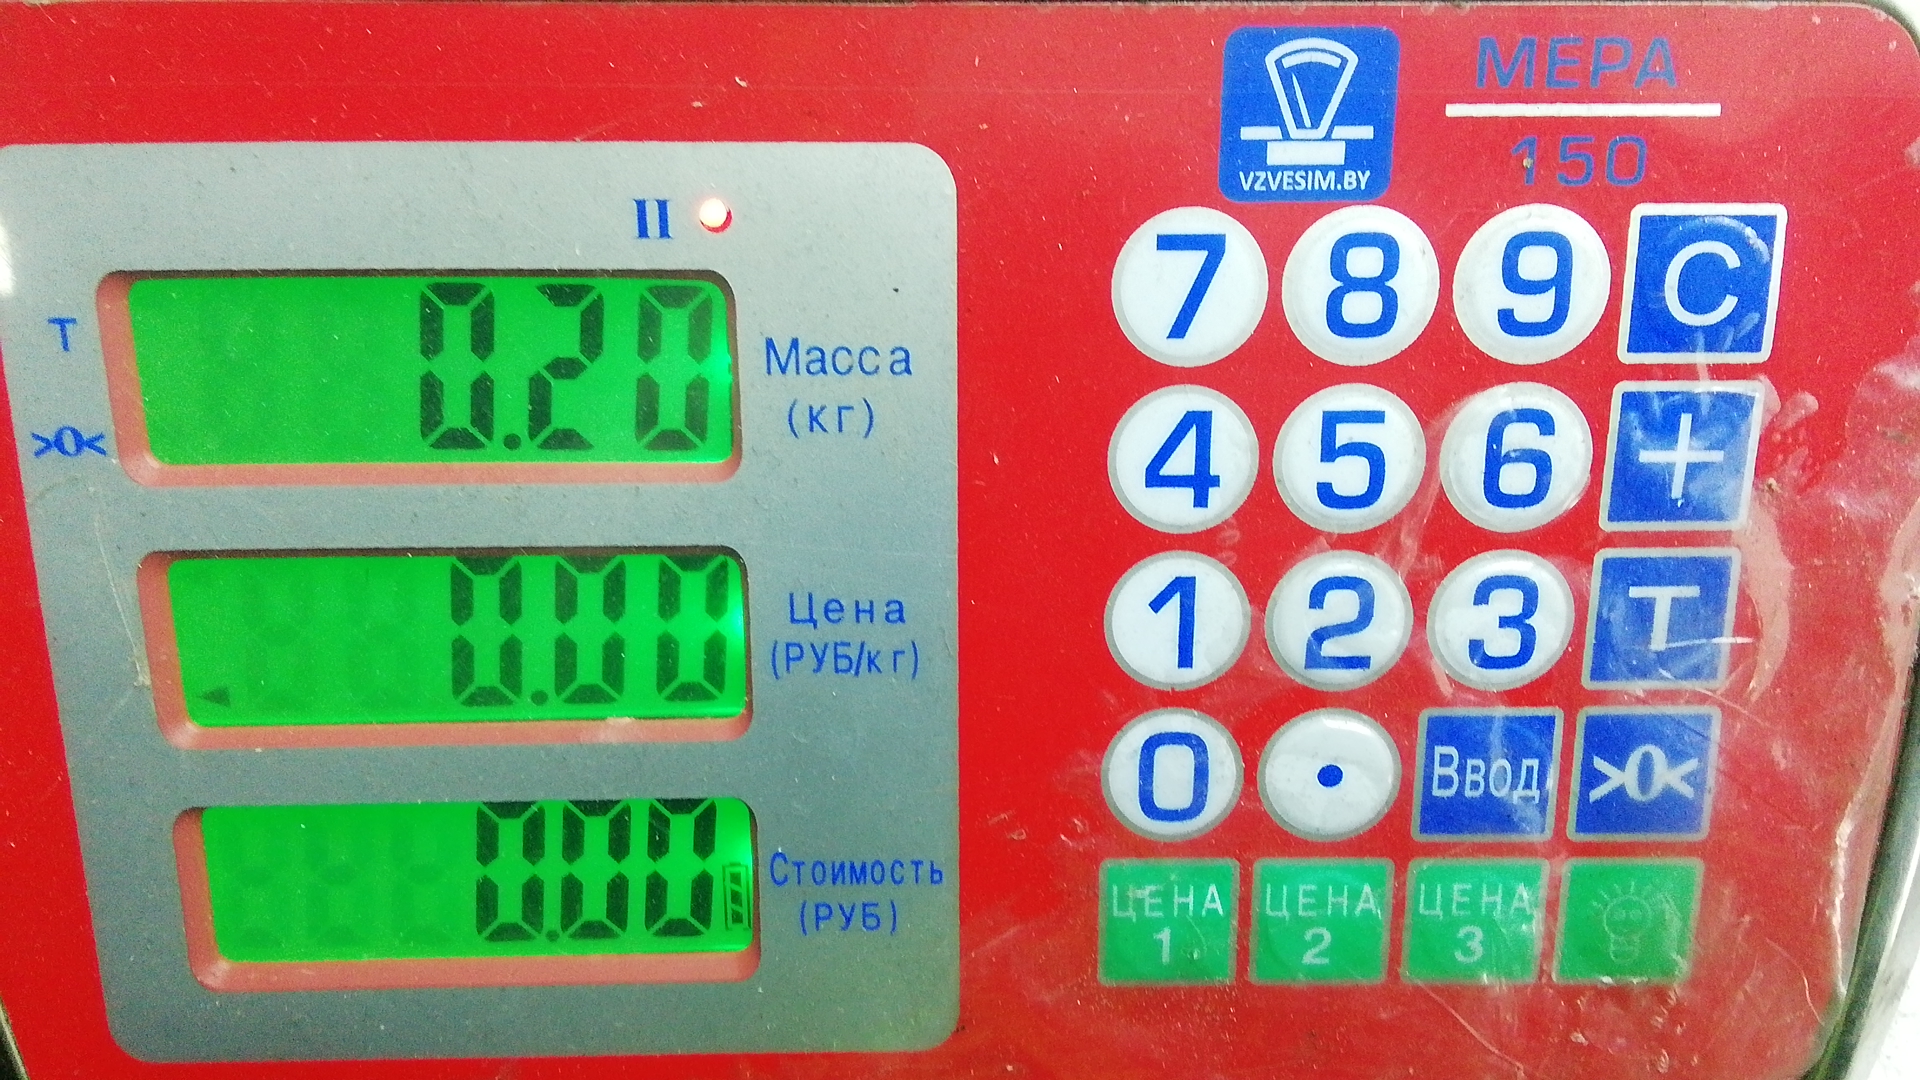 VZVESIM.BY
МЕРА
150
II
T
>0<
0.20
Масса
(кг)
0.00
Цена
(РУБ/кг)
0.00
Стоимость
(РУБ)
7 8 9 C
4 5 6 +
1 2 3 T
0 . Ввод >0<
ЦЕНА 1
ЦЕНА 2
ЦЕНА 3